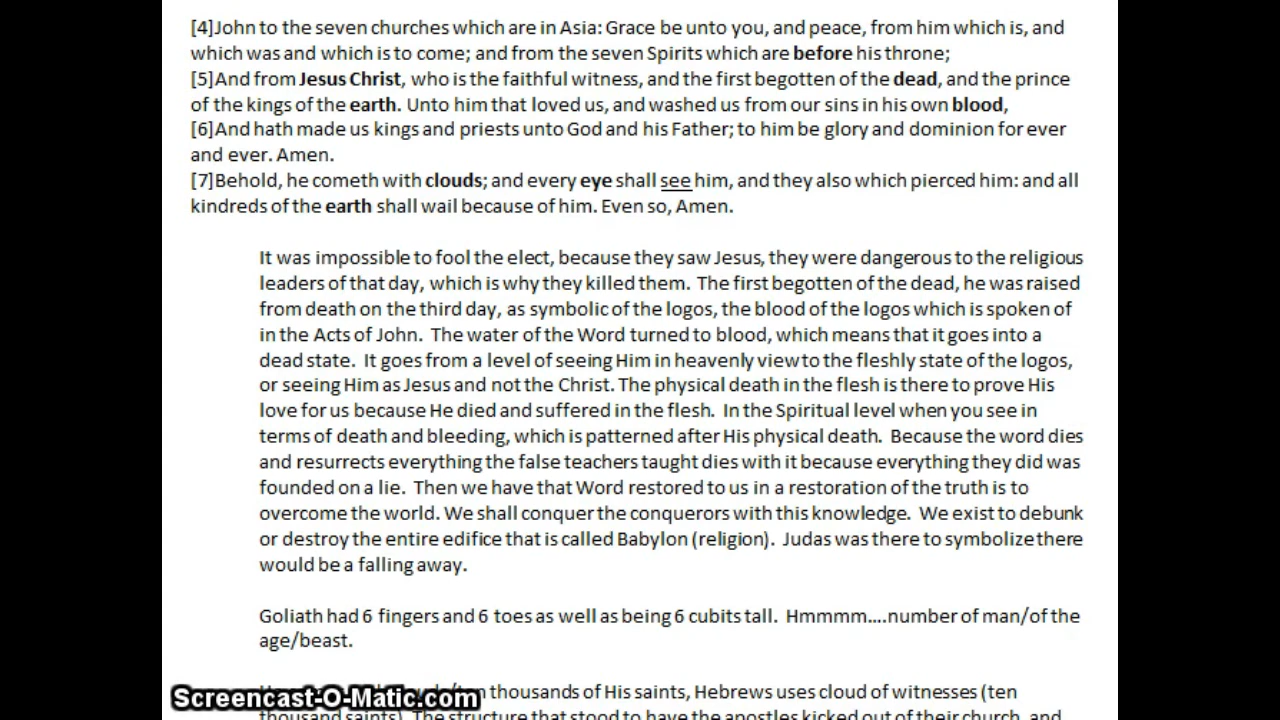 [4]John to the seven churches which are in Asia: Grace be unto you, and peace, from him which is, and
which was and which is to come; and from the seven Spirits which are before his throne;
[5]And from Jesus Christ, who is the faithful witness, and the first begotten of the dead, and the prince
of the kings of the earth. Unto him that loved us, and washed us from our sins in his own blood,
[6]And hath made us kings and priests unto God and his Father; to him be glory and dominion for ever
and ever. Amen.
[7]Behold, he cometh with clouds; and every eye shall see him, and they also which pierced him: and all
kindreds of the earth shall wail because of him. Even so, Amen.
It was impossible to fool the elect, because they saw Jesus, they were dangerous to the religious
leaders of that day, which is why they killed them. The first begotten of the dead, he was raised
from death on the third day, as symbolic of the logos, the blood of the logos which is spoken of
in the Acts of John. The water of the Word turned to blood, which means that it goes into a
dead state. It goes from a level of seeing Him in heavenly view to the fleshly state of the logos,
or seeing Him as Jesus and not the Christ. The physical death in the flesh is there to prove His
love for us because He died and suffered in the flesh. In the Spiritual level when you see in
terms of death and bleeding, which is patterned after His physical death. Because the word dies
and resurrects everything the false teachers taught dies with it because everything they did was
founded on a lie. Then we have that Word restored to us in a restoration of the truth is to
overcome the world. We shall conquer the conquerors with this knowledge. We exist to debunk
or destroy the entire edifice that is called Babylon (religion). Judas was there to symbolize there
would be a falling away.
Goliath had 6 fingers and 6 toes as well as being 6 cubits tall. Hmmmm....number of man/of the
age/beast.
thousands of His saints, Hebrews uses cloud of witnesses (ten
thousand saints). The structure that stood to have the apostles kicked out of their church, and
Screencast-O-Matic.com